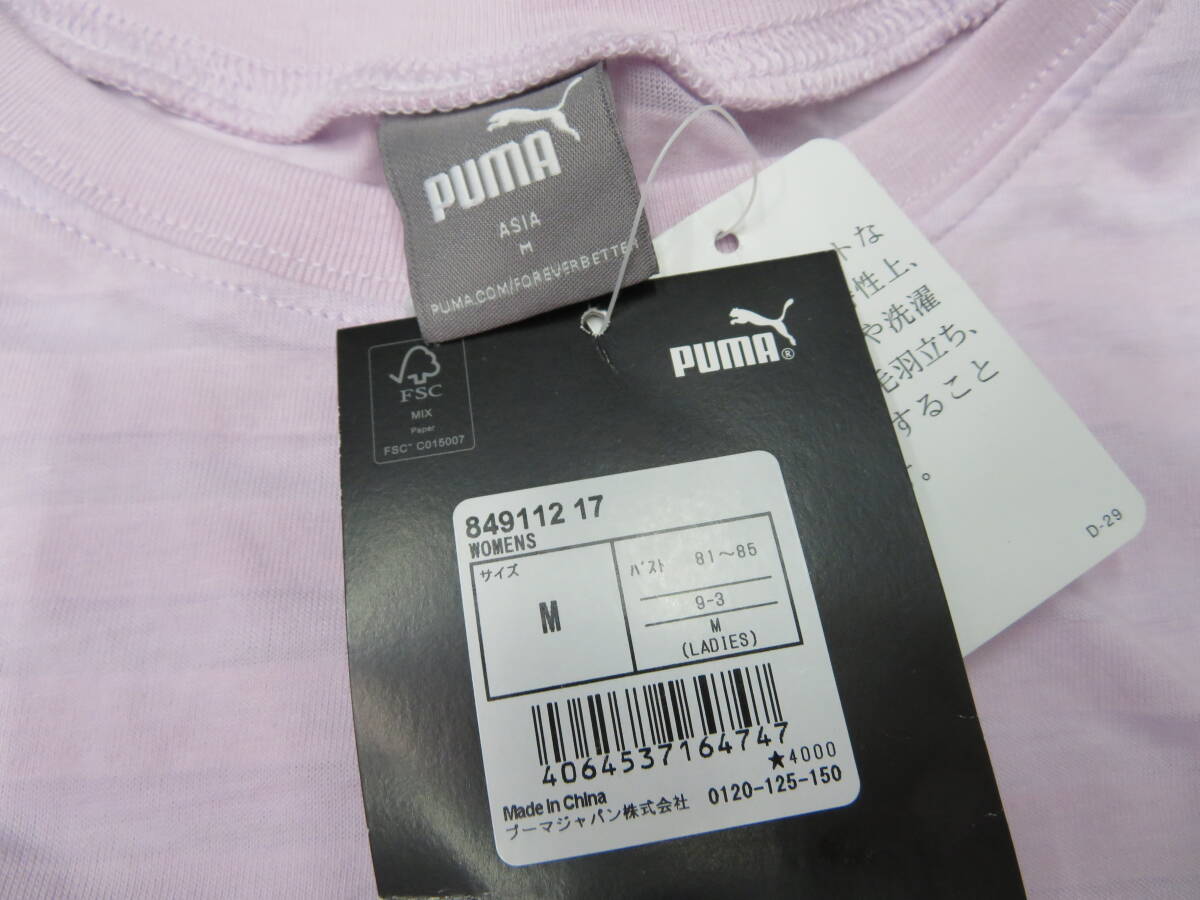 PUMA
ASIA
M
PUMA.COM/FOREVERBETTER
PUMA®
FSC
MIX
Paper
FSC™ C015007
な
性上、
や洗濯
毛羽立ち、
すること
。
D-29
849112 17
WOMENS
サイズ
M
バスト 81～85
9-3
M
(LADIES)
4064537164747
★4000
Made in China
プーマジャパン株式会社 0120-125-150